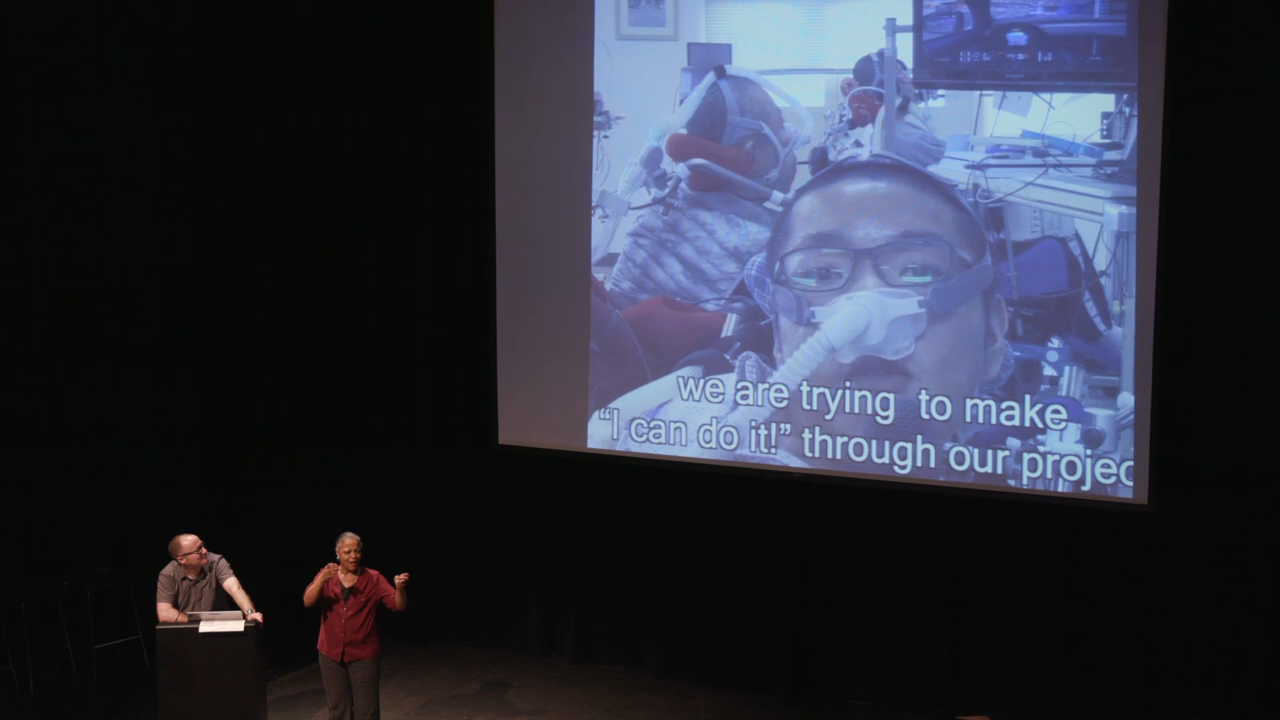 we are trying to make
“I can do it!” through our projec